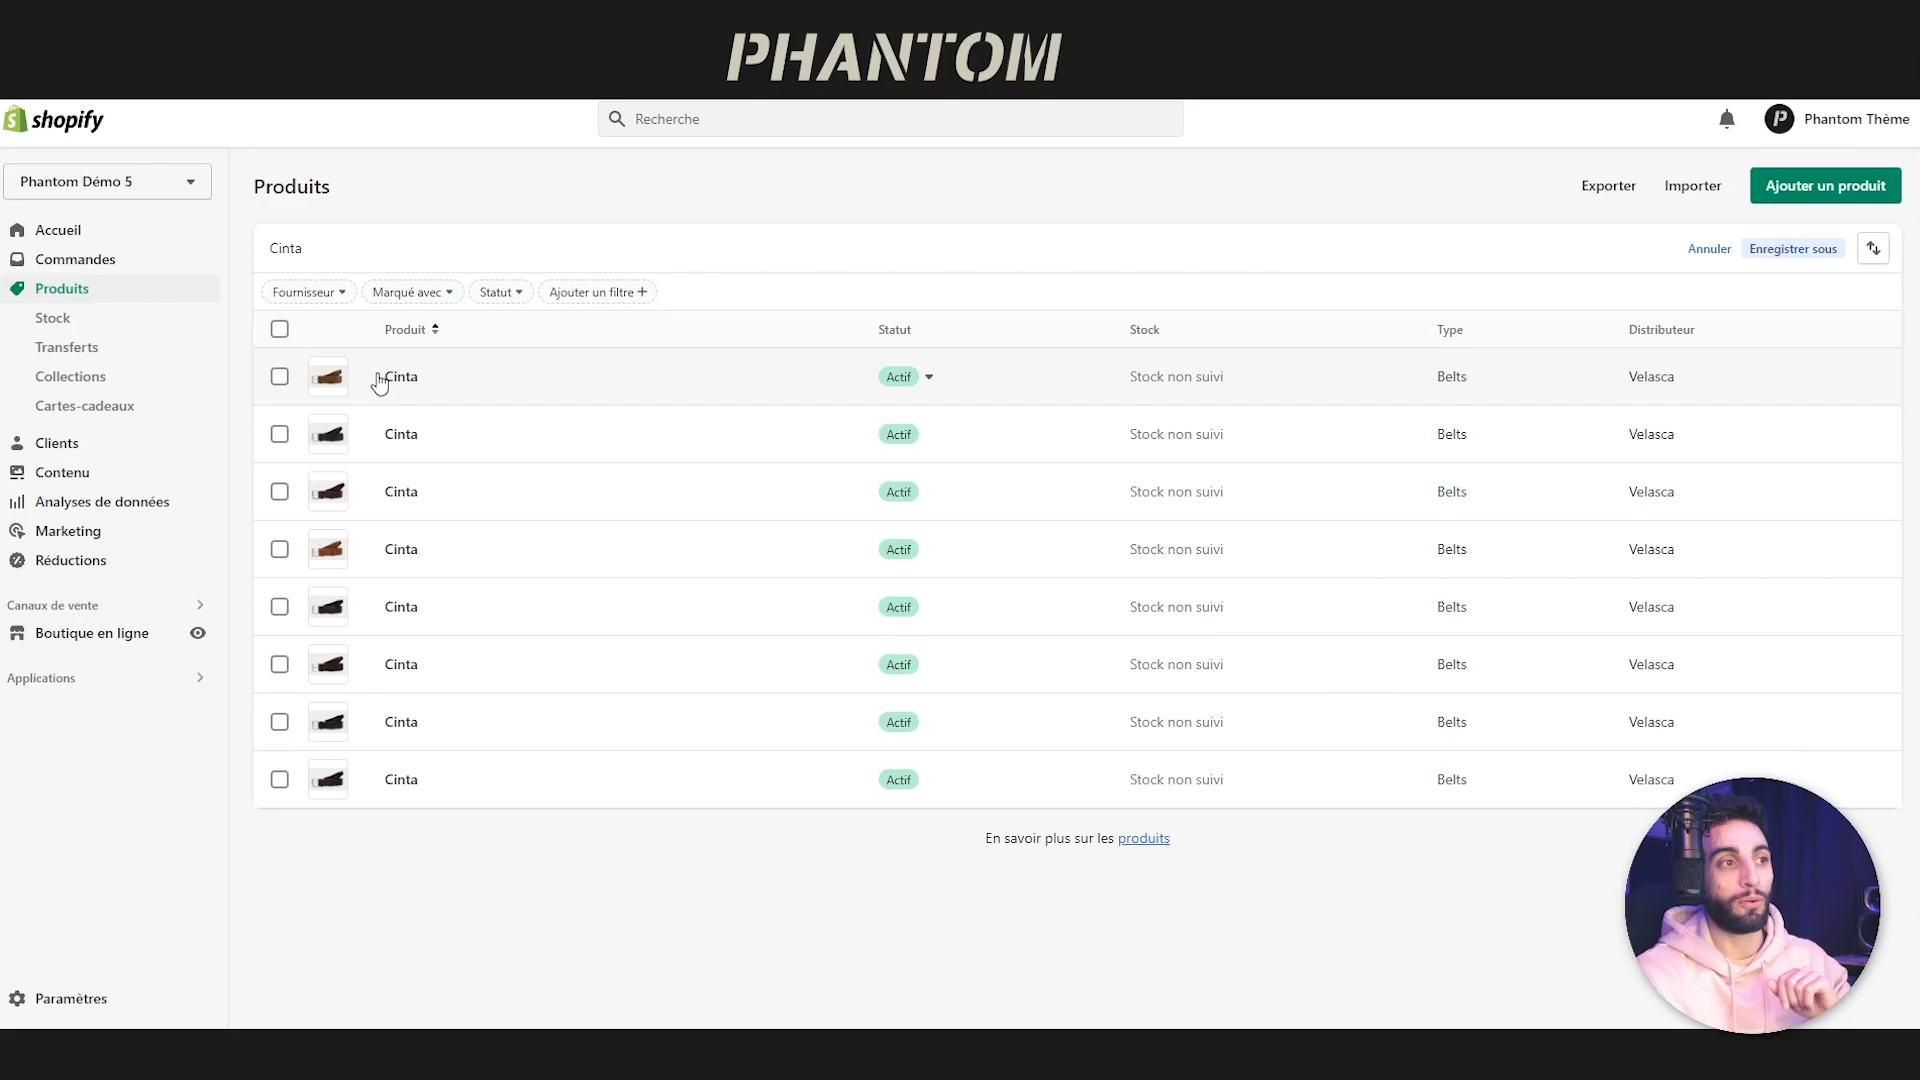 PHANTOM
shopify
Recherche
Phantom Thème
Phantom Démo 5
Accueil
Commandes
Produits
Stock
Transferts
Collections
Cartes-cadeaux
Clients
Contenu
Analyses de données
Marketing
Réductions
Canaux de vente
Boutique en ligne
Applications
Paramètres
Produits
Exporter Importer Ajouter un produit
Cinta Annuler Enregistrer sous
Fournisseur Marqué avec Statut Ajouter un filtre +
Produit Statut Stock Type Distributeur
Cinta Actif Stock non suivi Belts Velasca
Cinta Actif Stock non suivi Belts Velasca
Cinta Actif Stock non suivi Belts Velasca
Cinta Actif Stock non suivi Belts Velasca
Cinta Actif Stock non suivi Belts Velasca
Cinta Actif Stock non suivi Belts Velasca
Cinta Actif Stock non suivi Belts Velasca
Cinta Actif Stock non suivi Belts Velasca
En savoir plus sur les produits